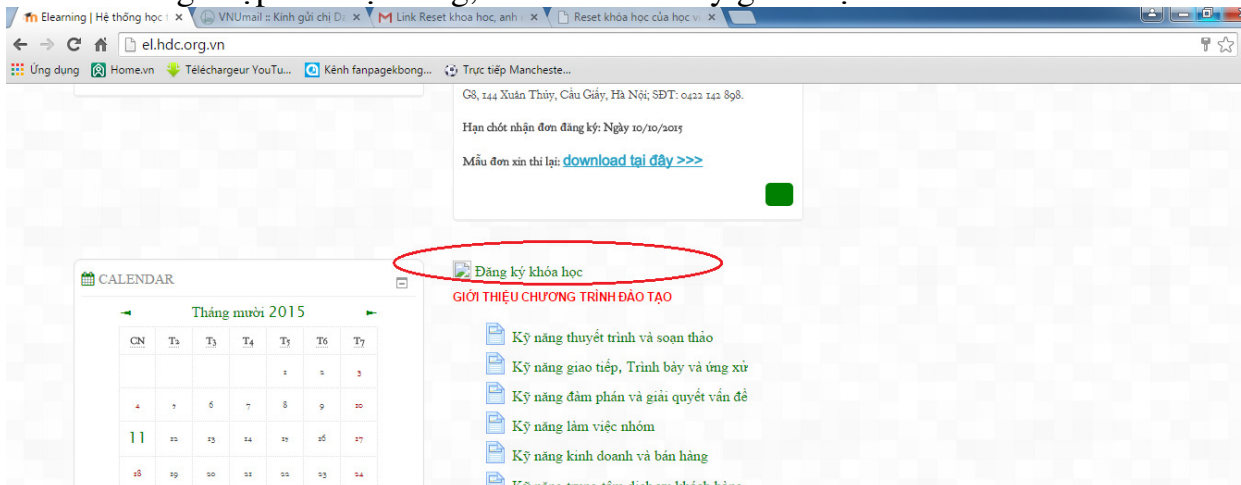 Elearning | Hệ thống học t
VNUmail :: Kính gửi chị Đ
Link Reset khoa hoc, anh
Reset khóa học của học v
el.hdc.org.vn
Ứng dụng
Home.vn
Téléchargeur YouTu...
Kênh fanpagekbong...
Trực tiếp Mancheste...
G8, 144 Xuân Thủy, Cầu Giấy, Hà Nội; SĐT: 0422 142 898.
Hạn chót nhận đơn đăng ký: Ngày 10/10/2015
Mẫu đơn xin thi lại: download tại đây >>>
Đăng ký khóa học
GIỚI THIỆU CHƯƠNG TRÌNH ĐÀO TẠO
Kỹ năng thuyết trình và soạn thảo
Kỹ năng giao tiếp, Trình bày và ứng xử
Kỹ năng đàm phán và giải quyết vấn đề
Kỹ năng làm việc nhóm
Kỹ năng kinh doanh và bán hàng
CALENDAR
Tháng mười 2015
CN T2 T3 T4 T5 T6 T7
1 2 3
4 5 6 7 8 9 10
11 12 13 14 15 16 17
18 19 20 21 22 23 24